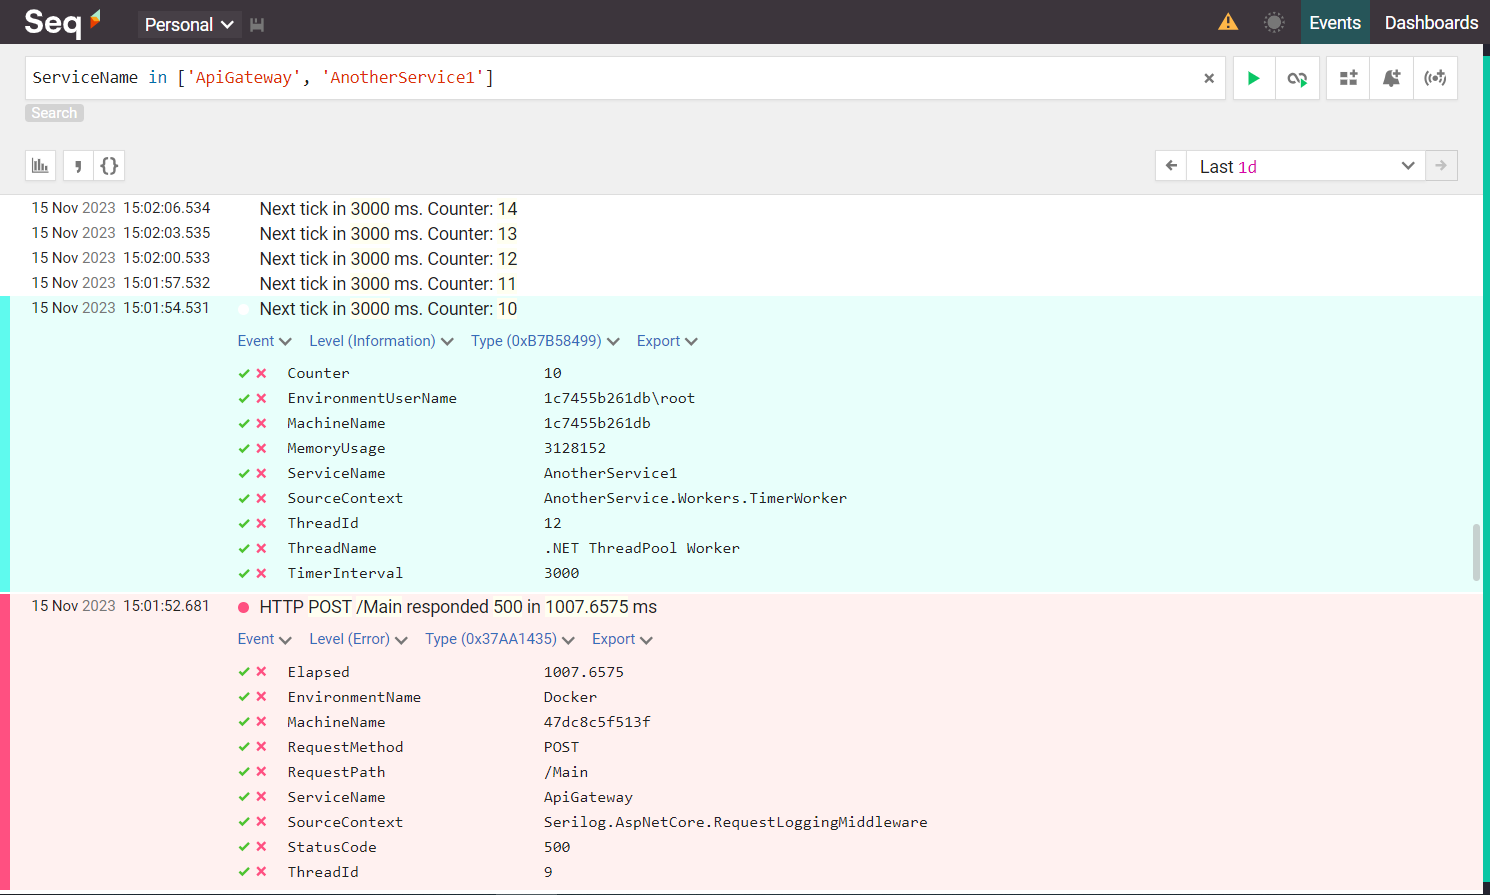 Seq Personal Events Dashboards
ServiceName in ['ApiGateway', 'AnotherService1']
Search
Last 1d
15 Nov 2023 15:02:06.534 Next tick in 3000 ms. Counter: 14
15 Nov 2023 15:02:03.535 Next tick in 3000 ms. Counter: 13
15 Nov 2023 15:02:00.533 Next tick in 3000 ms. Counter: 12
15 Nov 2023 15:01:57.532 Next tick in 3000 ms. Counter: 11
15 Nov 2023 15:01:54.531 Next tick in 3000 ms. Counter: 10
Event Level (Information) Type (0xB7B58499) Export
Counter 10
EnvironmentUserName 1c7455b261db\root
MachineName 1c7455b261db
MemoryUsage 3128152
ServiceName AnotherService1
SourceContext AnotherService.Workers.TimerWorker
ThreadId 12
ThreadName .NET ThreadPool Worker
TimerInterval 3000
15 Nov 2023 15:01:52.681 HTTP POST /Main responded 500 in 1007.6575 ms
Event Level (Error) Type (0x37AA1435) Export
Elapsed 1007.6575
EnvironmentName Docker
MachineName 47dc8c5f513f
RequestMethod POST
RequestPath /Main
ServiceName ApiGateway
SourceContext Serilog.AspNetCore.RequestLoggingMiddleware
StatusCode 500
ThreadId 9